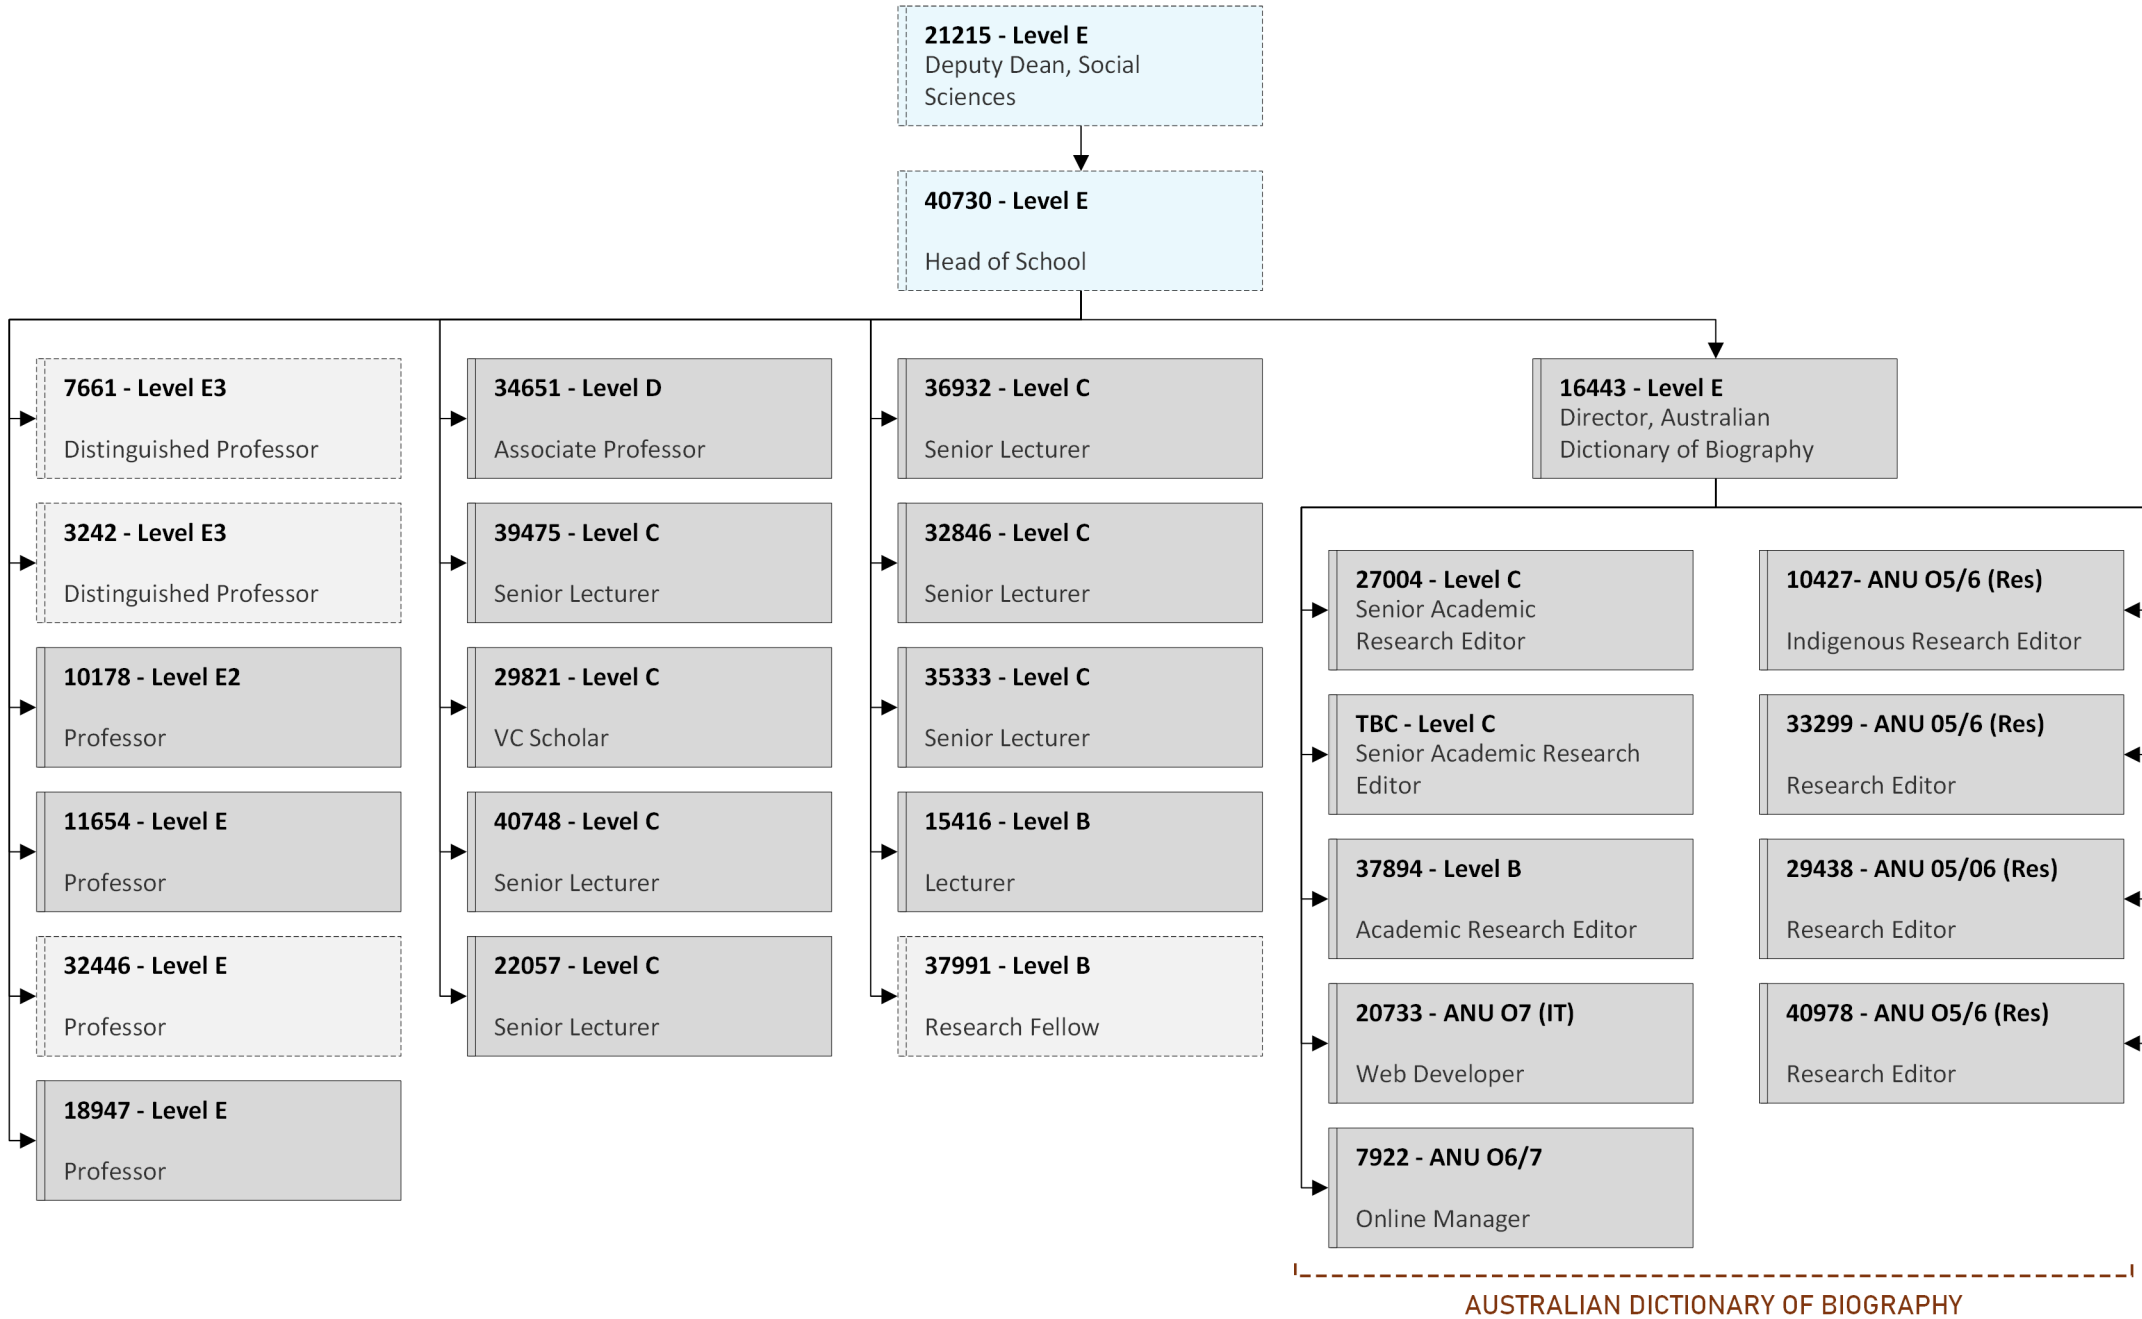 21215 - Level E
Deputy Dean, Social
Sciences
40730 - Level E
Head of School
7661 - Level E3
Distinguished Professor
3242 - Level E3
Distinguished Professor
10178 - Level E2
Professor
11654 - Level E
Professor
32446 - Level E
Professor
18947 - Level E
Professor
34651 - Level D
Associate Professor
39475 - Level C
Senior Lecturer
29821 - Level C
VC Scholar
40748 - Level C
Senior Lecturer
22057 - Level C
Senior Lecturer
36932 - Level C
Senior Lecturer
32846 - Level C
Senior Lecturer
35333 - Level C
Senior Lecturer
15416 - Level B
Lecturer
37991 - Level B
Research Fellow
16443 - Level E
Director, Australian
Dictionary of Biography
27004 - Level C
Senior Academic
Research Editor
TBC - Level C
Senior Academic Research
Editor
37894 - Level B
Academic Research Editor
20733 - ANU O7 (IT)
Web Developer
7922 - ANU O6/7
Online Manager
10427- ANU O5/6 (Res)
Indigenous Research Editor
33299 - ANU 05/6 (Res)
Research Editor
29438 - ANU 05/06 (Res)
Research Editor
40978 - ANU O5/6 (Res)
Research Editor
AUSTRALIAN DICTIONARY OF BIOGRAPHY